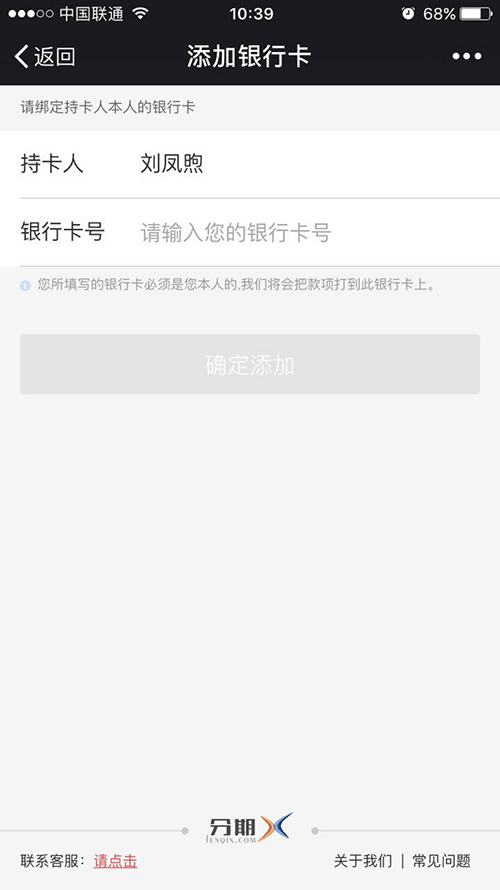 中国联通 10:39 68%
返回 添加银行卡
请绑定持卡人本人的银行卡
持卡人 刘凤煦
银行卡号 请输入您的银行卡号
您所填写的银行卡必须是您本人的,我们将会把款项打到此银行卡上。
确定添加
分期X
FENQIX.COM
联系客服：请点击 关于我们 | 常见问题